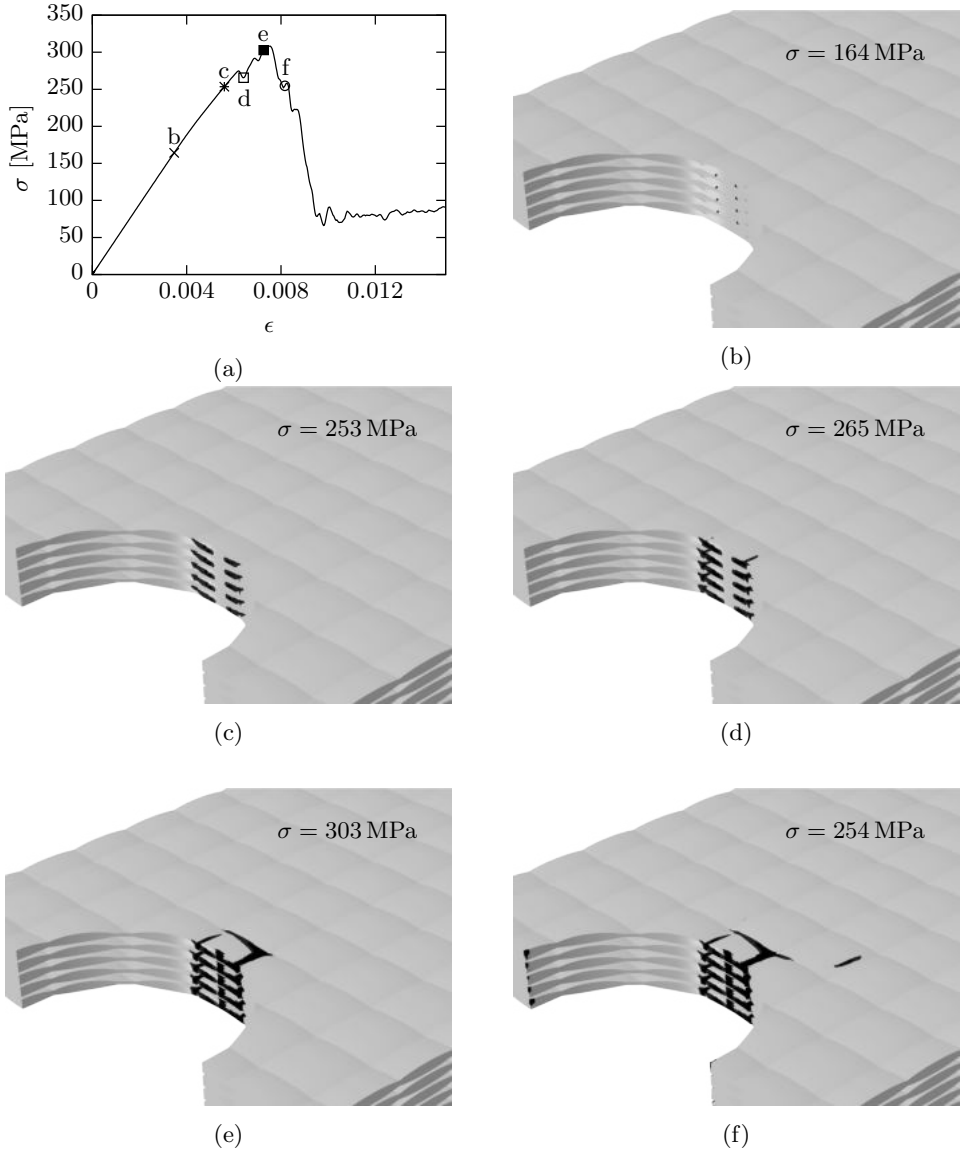 350
300
250
200
150
100
50
0
σ [MPa]
b
c
d
e
f
0
0.004
0.008
0.012
ϵ
(a)
σ = 164 MPa
(b)
σ = 253 MPa
(c)
σ = 265 MPa
(d)
σ = 303 MPa
(e)
σ = 254 MPa
(f)